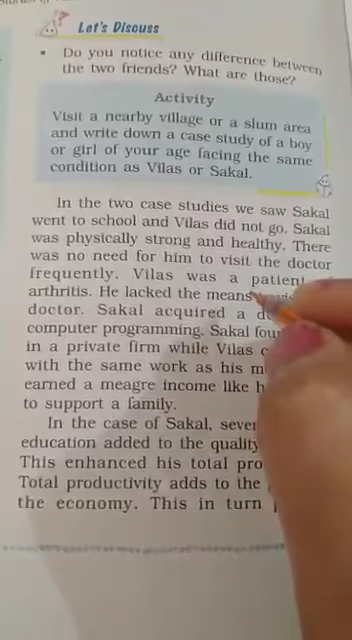 Let's Discuss
• Do you notice any difference between
the two friends? What are those?
Activity
Visit a nearby village or a slum area
and write down a case study of a boy
or girl of your age facing the same
condition as Vilas or Sakal.
In the two case studies we saw Sakal
went to school and Vilas did not go. Sakal
was physically strong and healthy. There
was no need for him to visit the doctor
frequently. Vilas was a patient
arthritis. He lacked the means
doctor. Sakal acquired a
computer programming. Sakal
in a private firm while Vilas
with the same work as his
earned a meagre income like
to support a family.
In the case of Sakal,
education added to the quality
This enhanced his total
Total productivity adds to the
the economy. This in turn